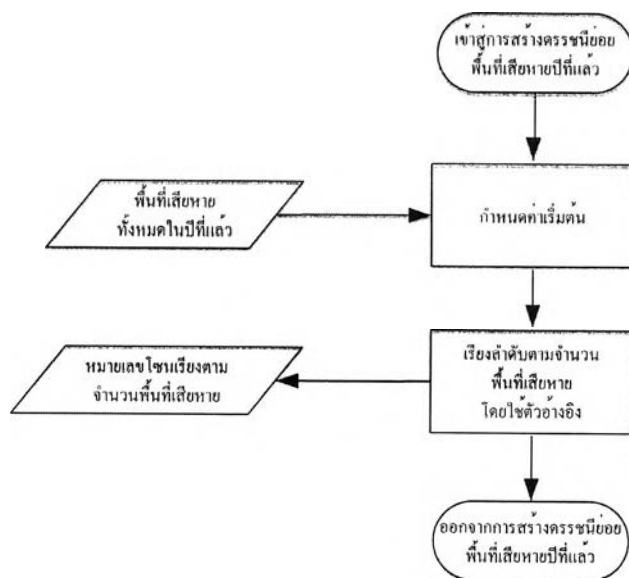 เข้าสู่การสร้างดรรชนีย่อย
พื้นที่เสียหายปีที่แล้ว
พื้นที่เสียหาย
ทั้งหมดในปีที่แล้ว
กำหนดค่าเริ่มต้น
เรียงลำดับตามจำนวน
พื้นที่เสียหาย
โดยใช้ตัวอ้างอิง
หมายเลขโซนเรียงตาม
จำนวนพื้นที่เสียหาย
ออกจากการสร้างดรรชนีย่อย
พื้นที่เสียหายปีที่แล้ว